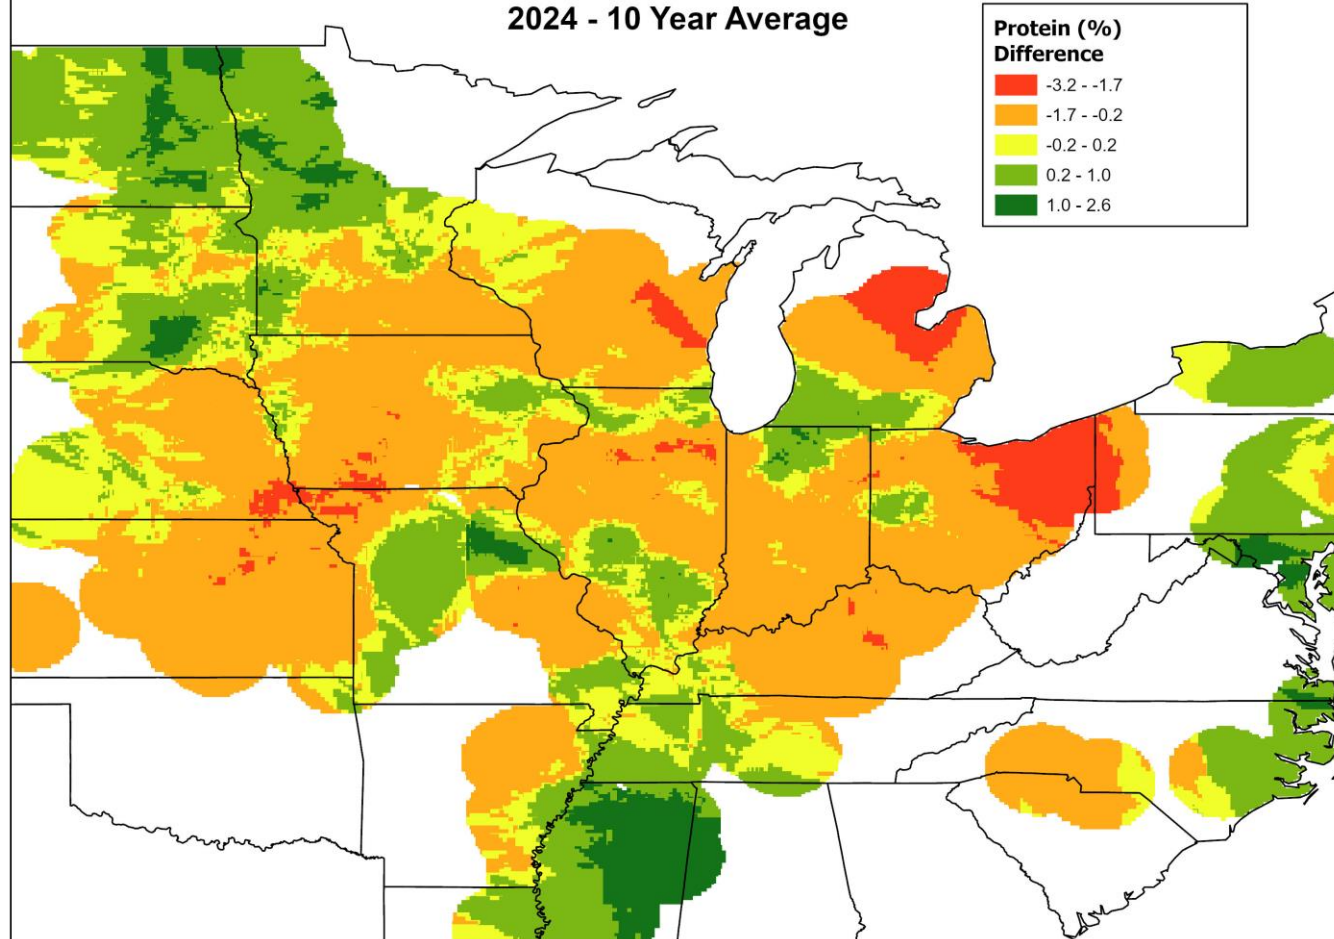 2024 - 10 Year Average
Protein (%)
Difference
-3.2 - -1.7
-1.7 - -0.2
-0.2 - 0.2
0.2 - 1.0
1.0 - 2.6